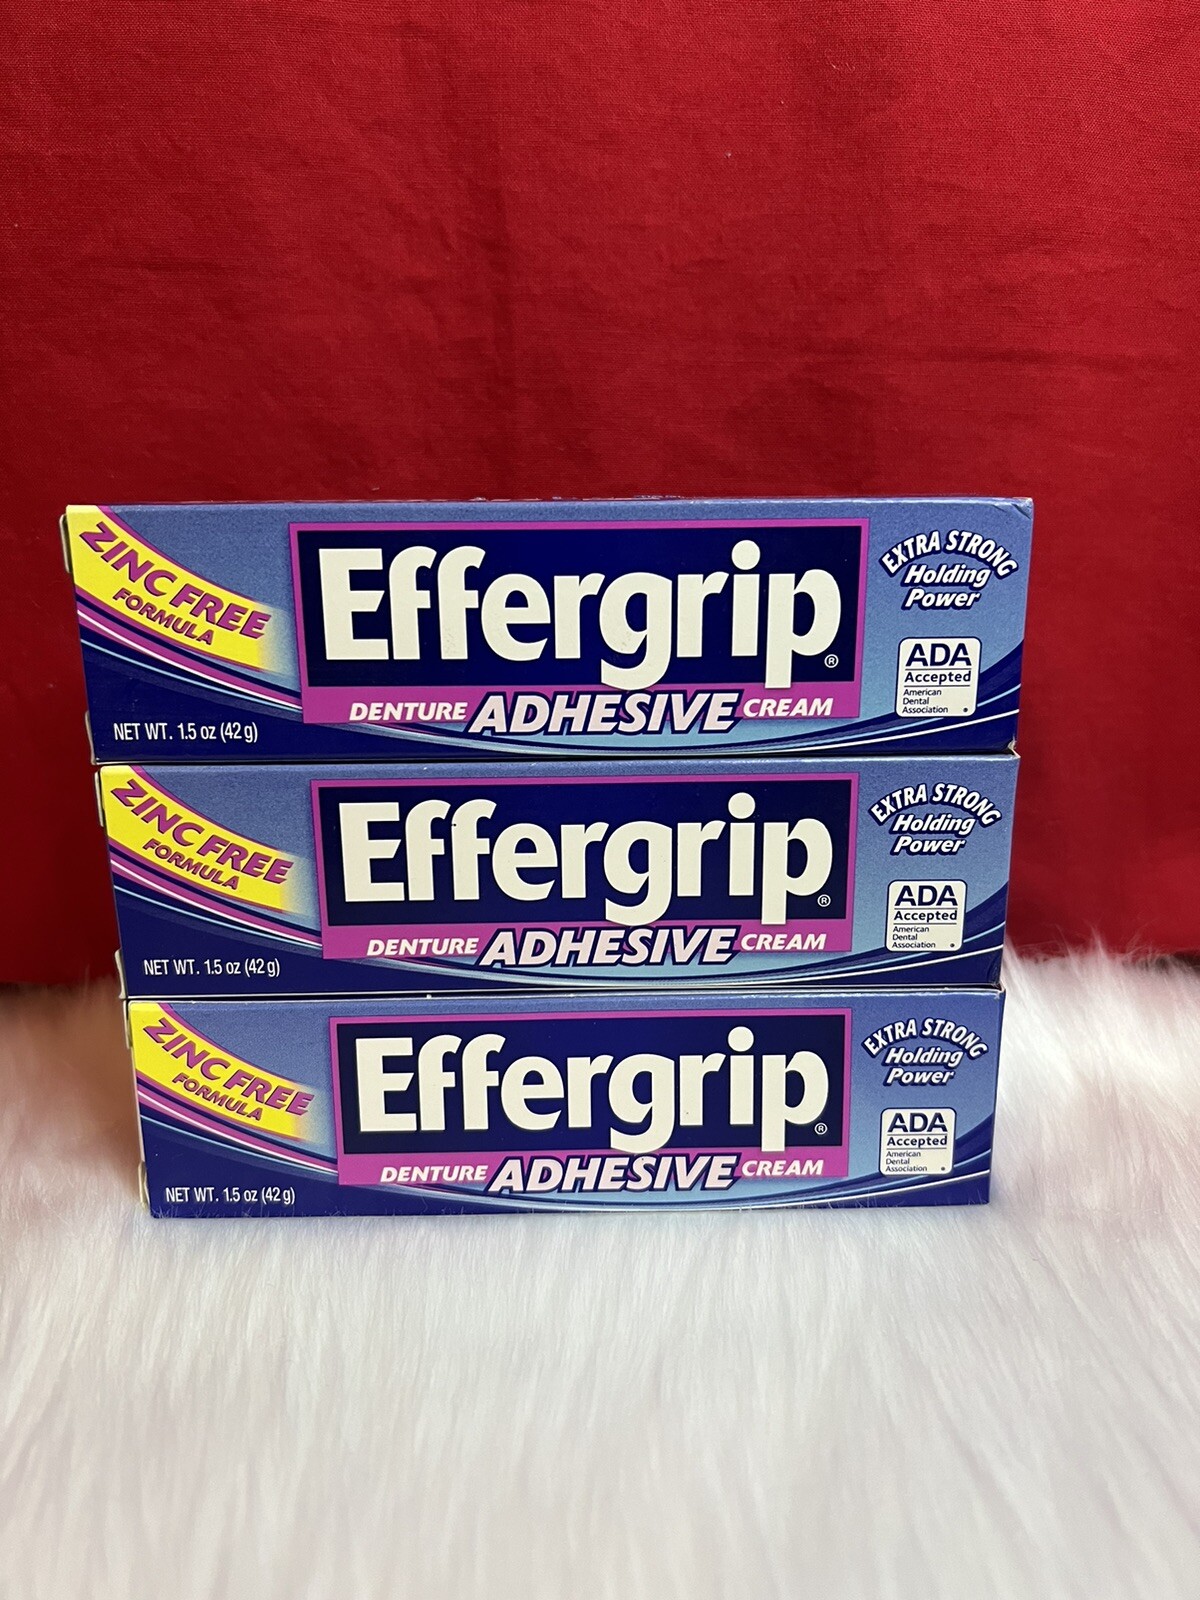 ZINC FREE
FORMULA
Effergrip®
DENTURE ADHESIVE CREAM
NET WT. 1.5 oz (42 g)
EXTRA STRONG
Holding
Power
ADA
Accepted
American
Dental
Association
ZINC FREE
FORMULA
Effergrip®
DENTURE ADHESIVE CREAM
NET WT. 1.5 oz (42 g)
EXTRA STRONG
Holding
Power
ADA
Accepted
American
Dental
Association
ZINC FREE
FORMULA
Effergrip®
DENTURE ADHESIVE CREAM
NET WT. 1.5 oz (42 g)
EXTRA STRONG
Holding
Power
ADA
Accepted
American
Dental
Association